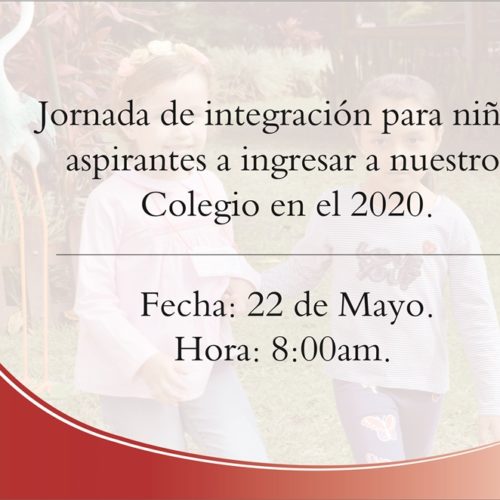 Jornada de integración para niñ
aspirantes a ingresar a nuestro
Colegio en el 2020.
Fecha: 22 de Mayo.
Hora: 8:00am.